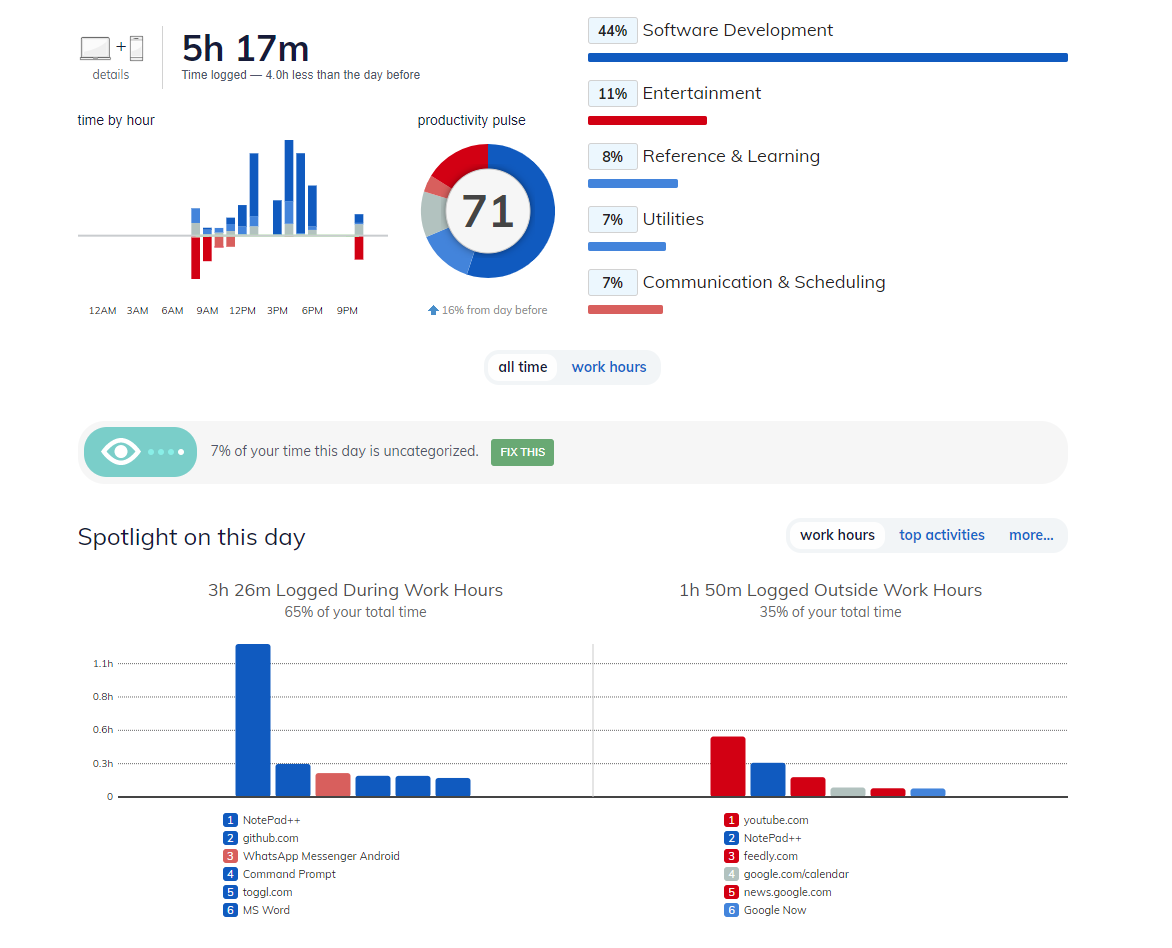 +
details
5h 17m
Time logged — 4.0h less than the day before
time by hour
12AM 3AM 6AM 9AM 12PM 3PM 6PM 9PM
productivity pulse
71
16% from day before
44% Software Development
11% Entertainment
8% Reference & Learning
7% Utilities
7% Communication & Scheduling
all time work hours
7% of your time this day is uncategorized. FIX THIS
Spotlight on this day
work hours top activities more...
3h 26m Logged During Work Hours
65% of your total time
1.1h
0.8h
0.6h
0.3h
0
1 NotePad++
2 github.com
3 WhatsApp Messenger Android
4 Command Prompt
5 toggl.com
6 MS Word
1h 50m Logged Outside Work Hours
35% of your total time
1 youtube.com
2 NotePad++
3 feedly.com
4 google.com/calendar
5 news.google.com
6 Google Now